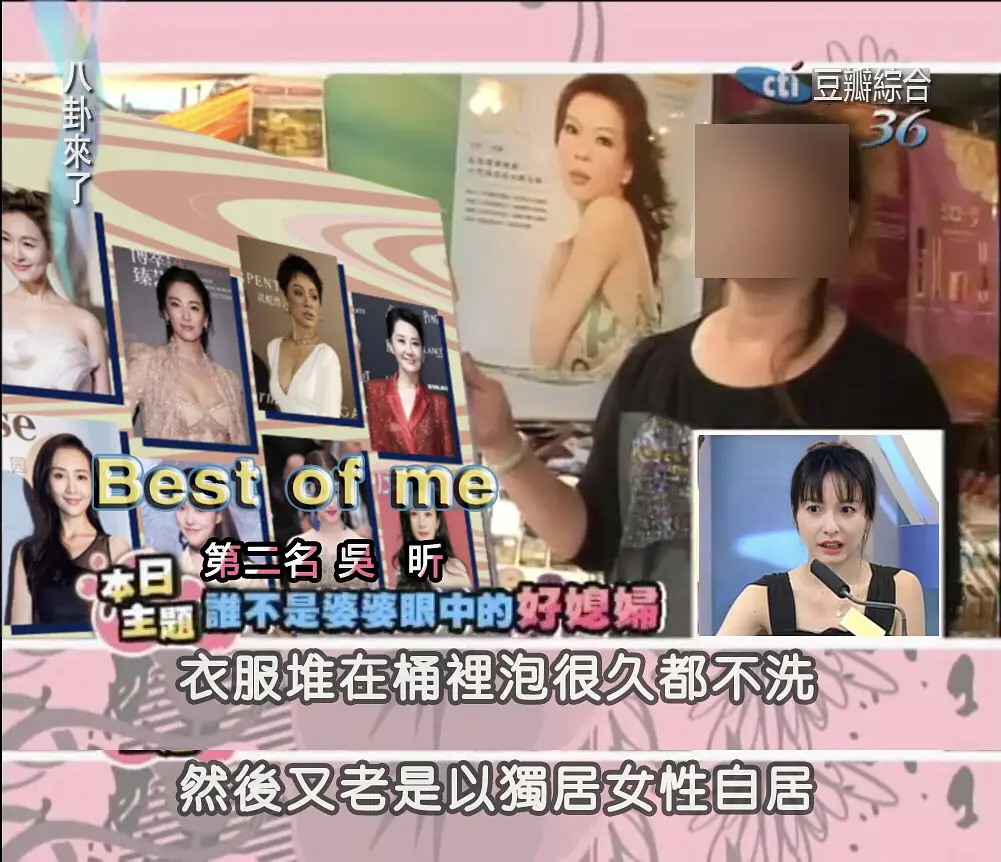 八卦來了
cti 豆瓣綜合
36
Best of me
第二名 吳 昕
本日
主題
誰不是婆婆眼中的好媳婦
衣服堆在桶裡泡很久都不洗
然後又老是以獨居女性自居